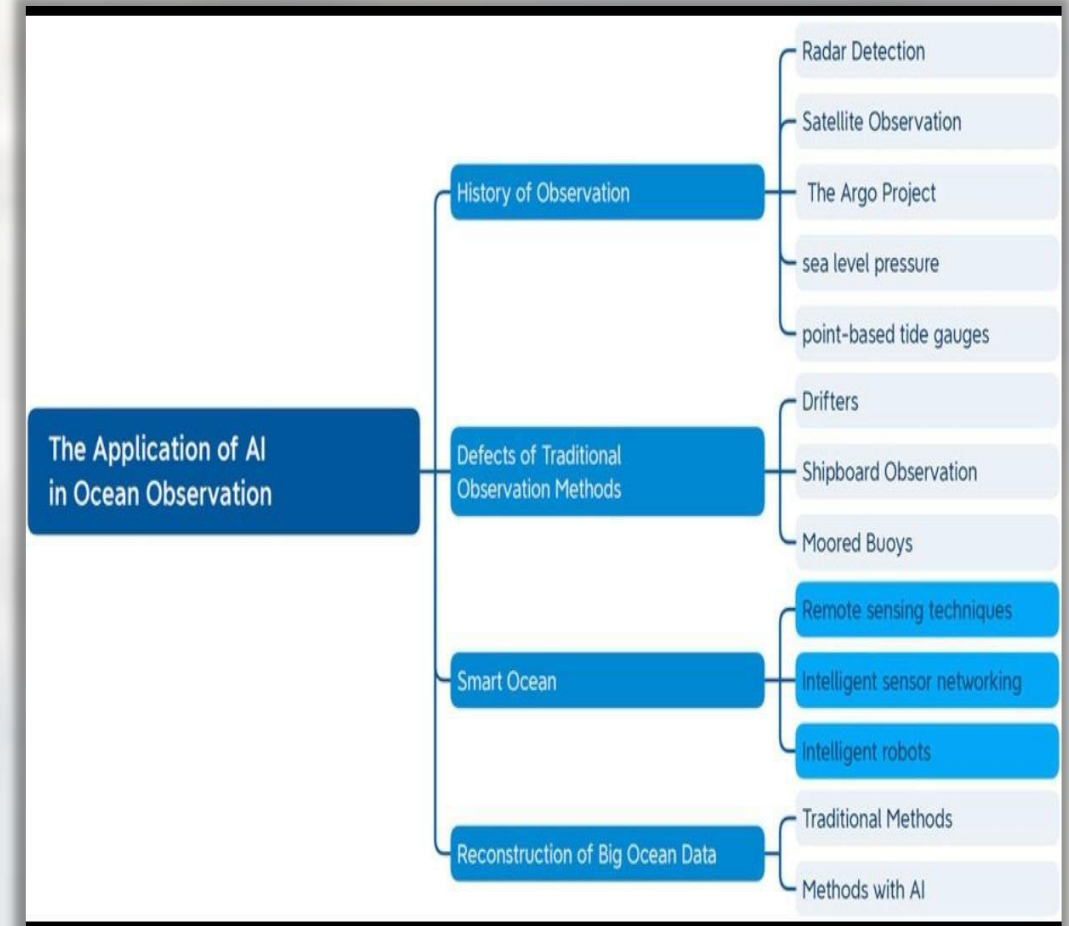 The Application of AI
in Ocean Observation
History of Observation
Radar Detection
Satellite Observation
The Argo Project
sea level pressure
point-based tide gauges
Defects of Traditional
Observation Methods
Drifters
Shipboard Observation
Moored Buoys
Smart Ocean
Remote sensing techniques
Intelligent sensor networking
Intelligent robots
Reconstruction of Big Ocean Data
Traditional Methods
Methods with AI